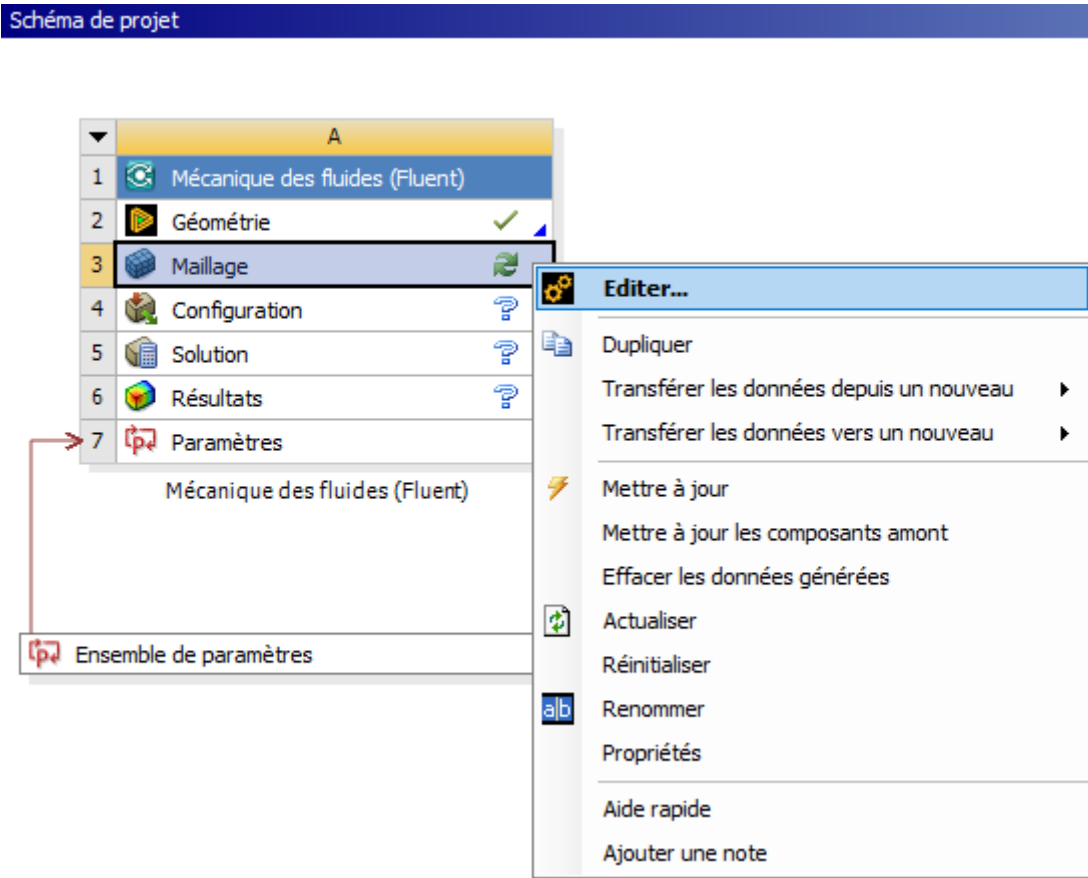 Schéma de projet
A
1 Mécanique des fluides (Fluent)
2 Géométrie
3 Maillage
4 Configuration
5 Solution
6 Résultats
7 Paramètres
Mécanique des fluides (Fluent)
Ensemble de paramètres
Editer...
Dupliquer
Transférer les données depuis un nouveau
Transférer les données vers un nouveau
Mettre à jour
Mettre à jour les composants amont
Effacer les données générées
Actualiser
Réinitialiser
a|b Renommer
Propriétés
Aide rapide
Ajouter une note